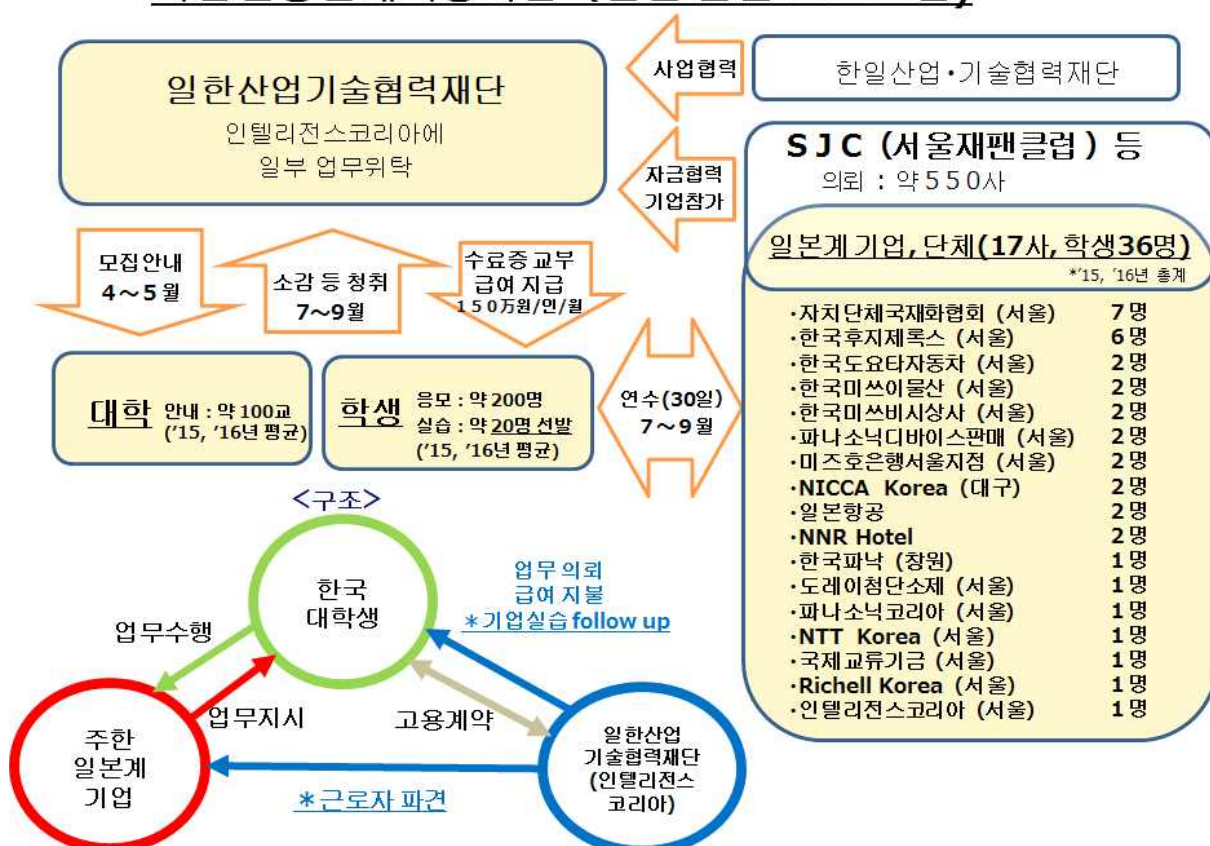 일한산업기술협력재단
인텔리전스코리아에
일부 업무위탁
사업협력
한일산업·기술협력재단
자금협력
기업참가
SJC (서울재팬클럽) 등
의뢰 : 약550사
일본계 기업, 단체(17사, 학생36명)
*'15, '16년 총계
·자치단체국재화협회 (서울) 7명
·한국후지제록스 (서울) 6명
·한국도요타자동차 (서울) 2명
·한국미쓰이물산 (서울) 2명
·한국미쓰비시상사 (서울) 2명
·파나소닉디바이스판매 (서울) 2명
·미즈호은행서울지점 (서울) 2명
·NICCA Korea (대구) 2명
·일본항공 2명
·NNR Hotel 2명
·한국파낙 (창원) 1명
·도레이첨단소제 (서울) 1명
·파나소닉코리아 (서울) 1명
·NTT Korea (서울) 1명
·국제교류기금 (서울) 1명
·Richell Korea (서울) 1명
·인텔리전스코리아 (서울) 1명
모집안내
4～5월
소감 등 청취
7～9월
수료증 교부
급여 지급
150万원/인/월
대학 안내 : 약 100교
('15, '16년 평균)
학생 응모 : 약 200명
실습 : 약 20명 선발
('15, '16년 평균)
연수(30일)
7～9월
<구조>
한국
대학생
업무 의뢰
급여 지불
*기업실습 follow up
업무수행
업무지시
고용계약
주한
일본계
기업
일한산업
기술협력재단
(인텔리전스
코리아)
*근로자 파견